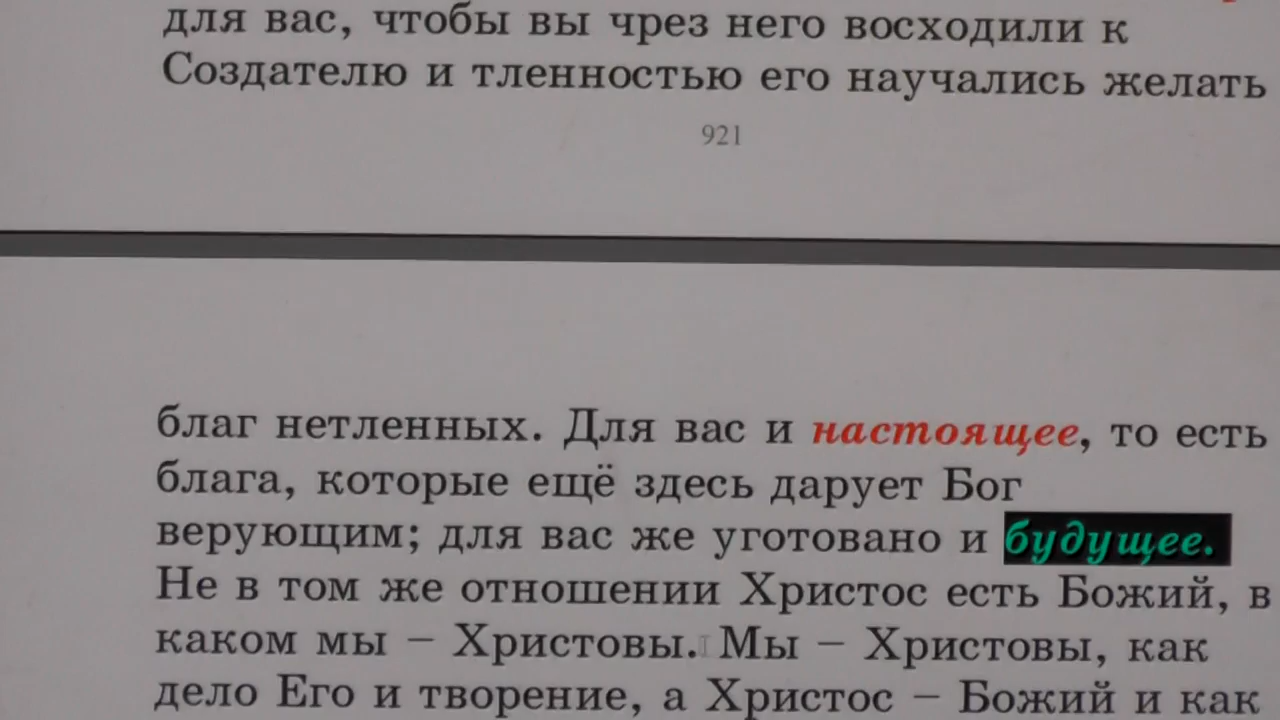 для вас, чтобы вы чрез него восходили к
Создателю и тленностью его научались желать
921
благ нетленных. Для вас и настоящее, то есть
блага, которые ещё здесь дарует Бог
верующим; для вас же уготовано и будущее.
Не в том же отношении Христос есть Божий, в
каком мы – Христовы. Мы – Христовы, как
дело Его и творение, а Христос – Божий и как